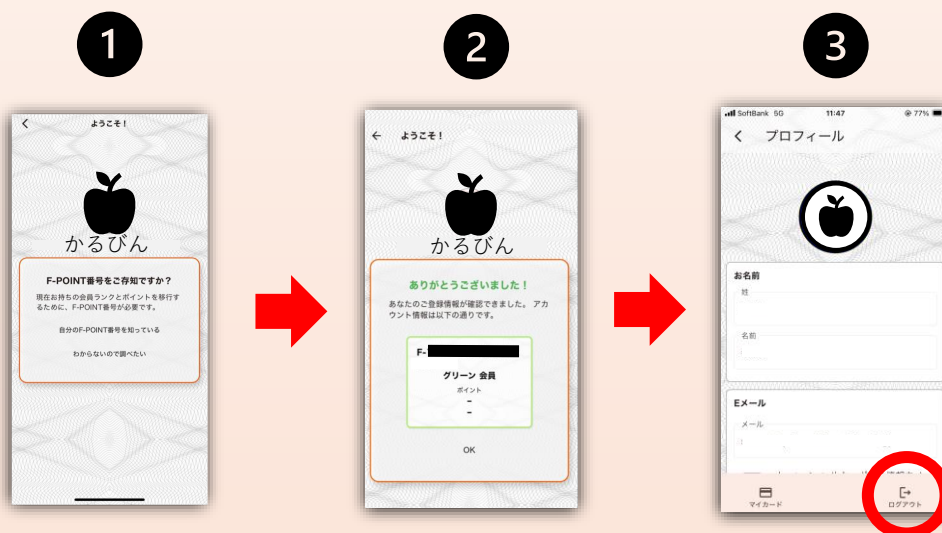 1
2
3
ようこそ！
かるびん
F-POINT番号をご存知ですか？
現在お持ちの会員ランクとポイントを移行す
るために、F-POINT番号が必要です。
自分のF-POINT番号を知っている
わからないので調べたい
ようこそ！
かるびん
ありがとうございました！
あなたのご登録情報が確認できました。 アカ
ウント情報は以下の通りです。
F-
グリーン 会員
ポイント
-
-
OK
SoftBank 5G 11:47 77%
プロフィール
お名前
姓
名前
Eメール
メール
マイカード
ログアウト